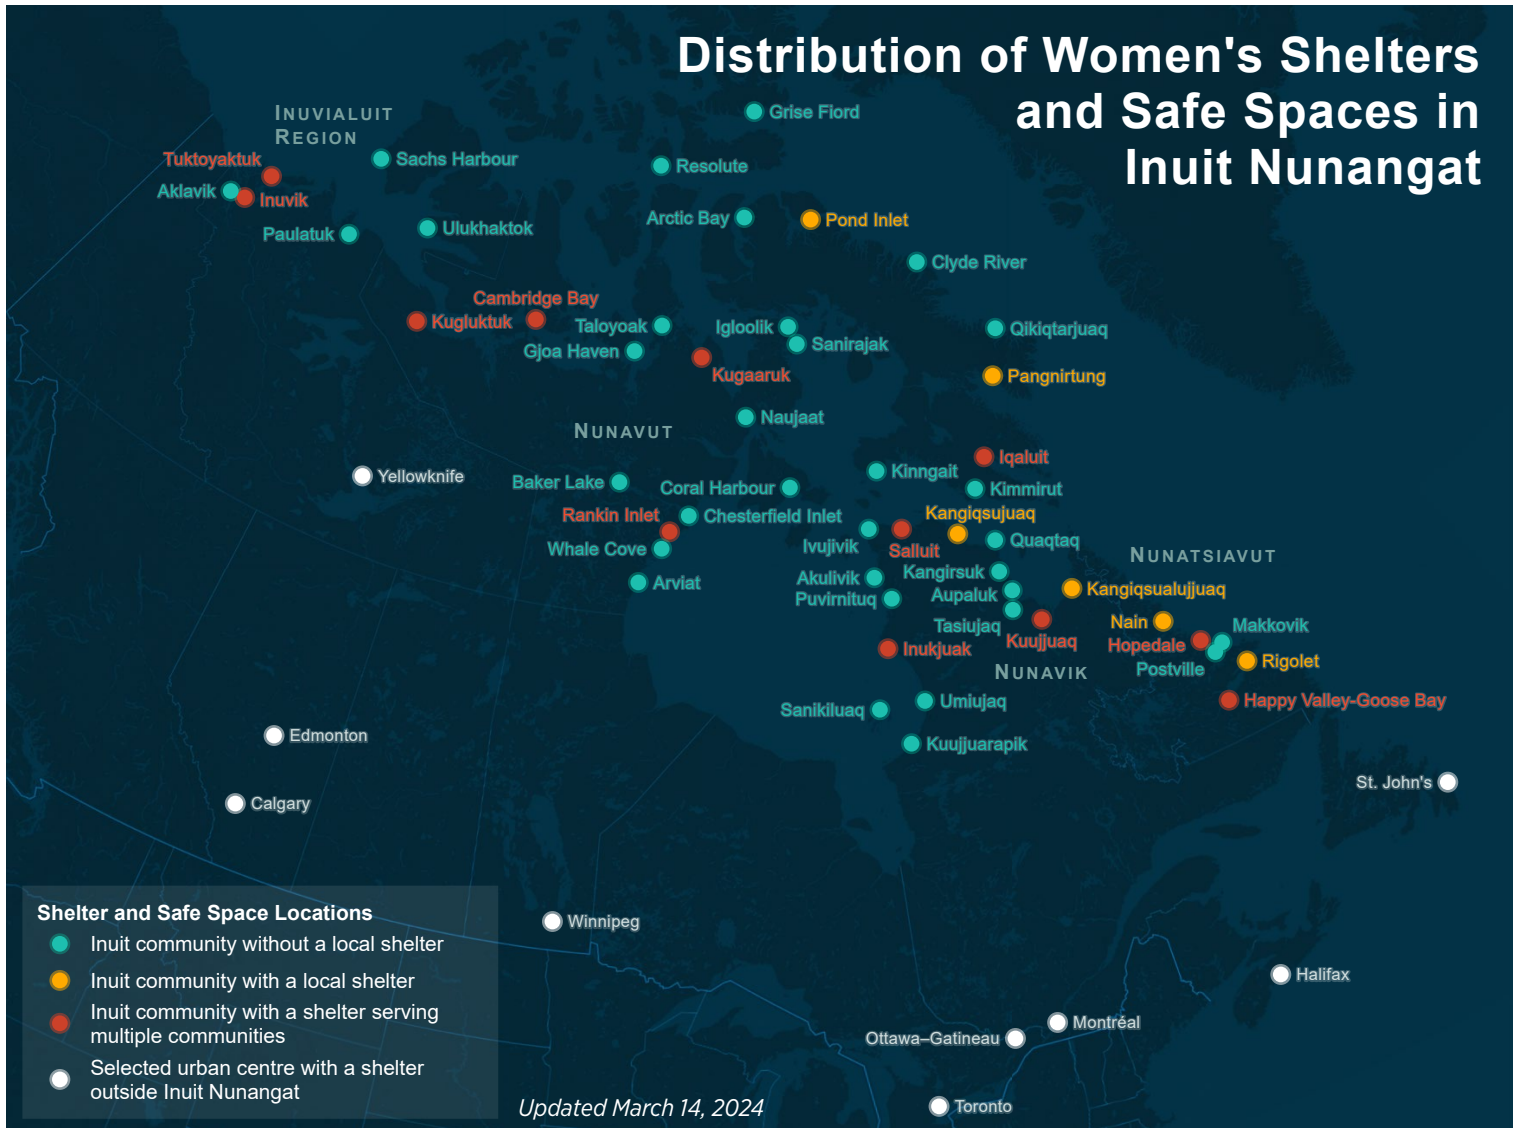 Distribution of Women's Shelters
and Safe Spaces in
Inuit Nunangat
INUVIALUIT
REGION
Grise Fiord
Tuktoyaktuk
Sachs Harbour
Resolute
Aklavik
Inuvik
Arctic Bay
Pond Inlet
Paulatuk
Ulukhaktok
Clyde River
Cambridge Bay
Kugluktuk
Taloyoak
Igloolik
Qikiqtarjuaq
Gjoa Haven
Sanirajak
Kugaaruk
Pangnirtung
Naujaat
NUNAVUT
Iqaluit
Yellowknife
Kinngait
Baker Lake
Coral Harbour
Kimmirut
Rankin Inlet
Chesterfield Inlet
Kangiqsujuaq
Whale Cove
Ivujivik
Salluit
Quaqtaq
NUNATSIAVUT
Arviat
Akulivik
Kangirsuk
Puvirnituq
Aupaluk
Kangiqsualujjuaq
Tasiujaq
Nain
Makkovik
Inukjuak
Kuujjuaq
Hopedale
NUNAVIK
Postville
Rigolet
Sanikiluaq
Umiujaq
Happy Valley-Goose Bay
Kuujjuarapik
Edmonton
St. John's
Calgary
Winnipeg
Halifax
Montréal
Ottawa–Gatineau
Toronto
Shelter and Safe Space Locations
Inuit community without a local shelter
Inuit community with a local shelter
Inuit community with a shelter serving
multiple communities
Selected urban centre with a shelter
outside Inuit Nunangat
Updated March 14, 2024